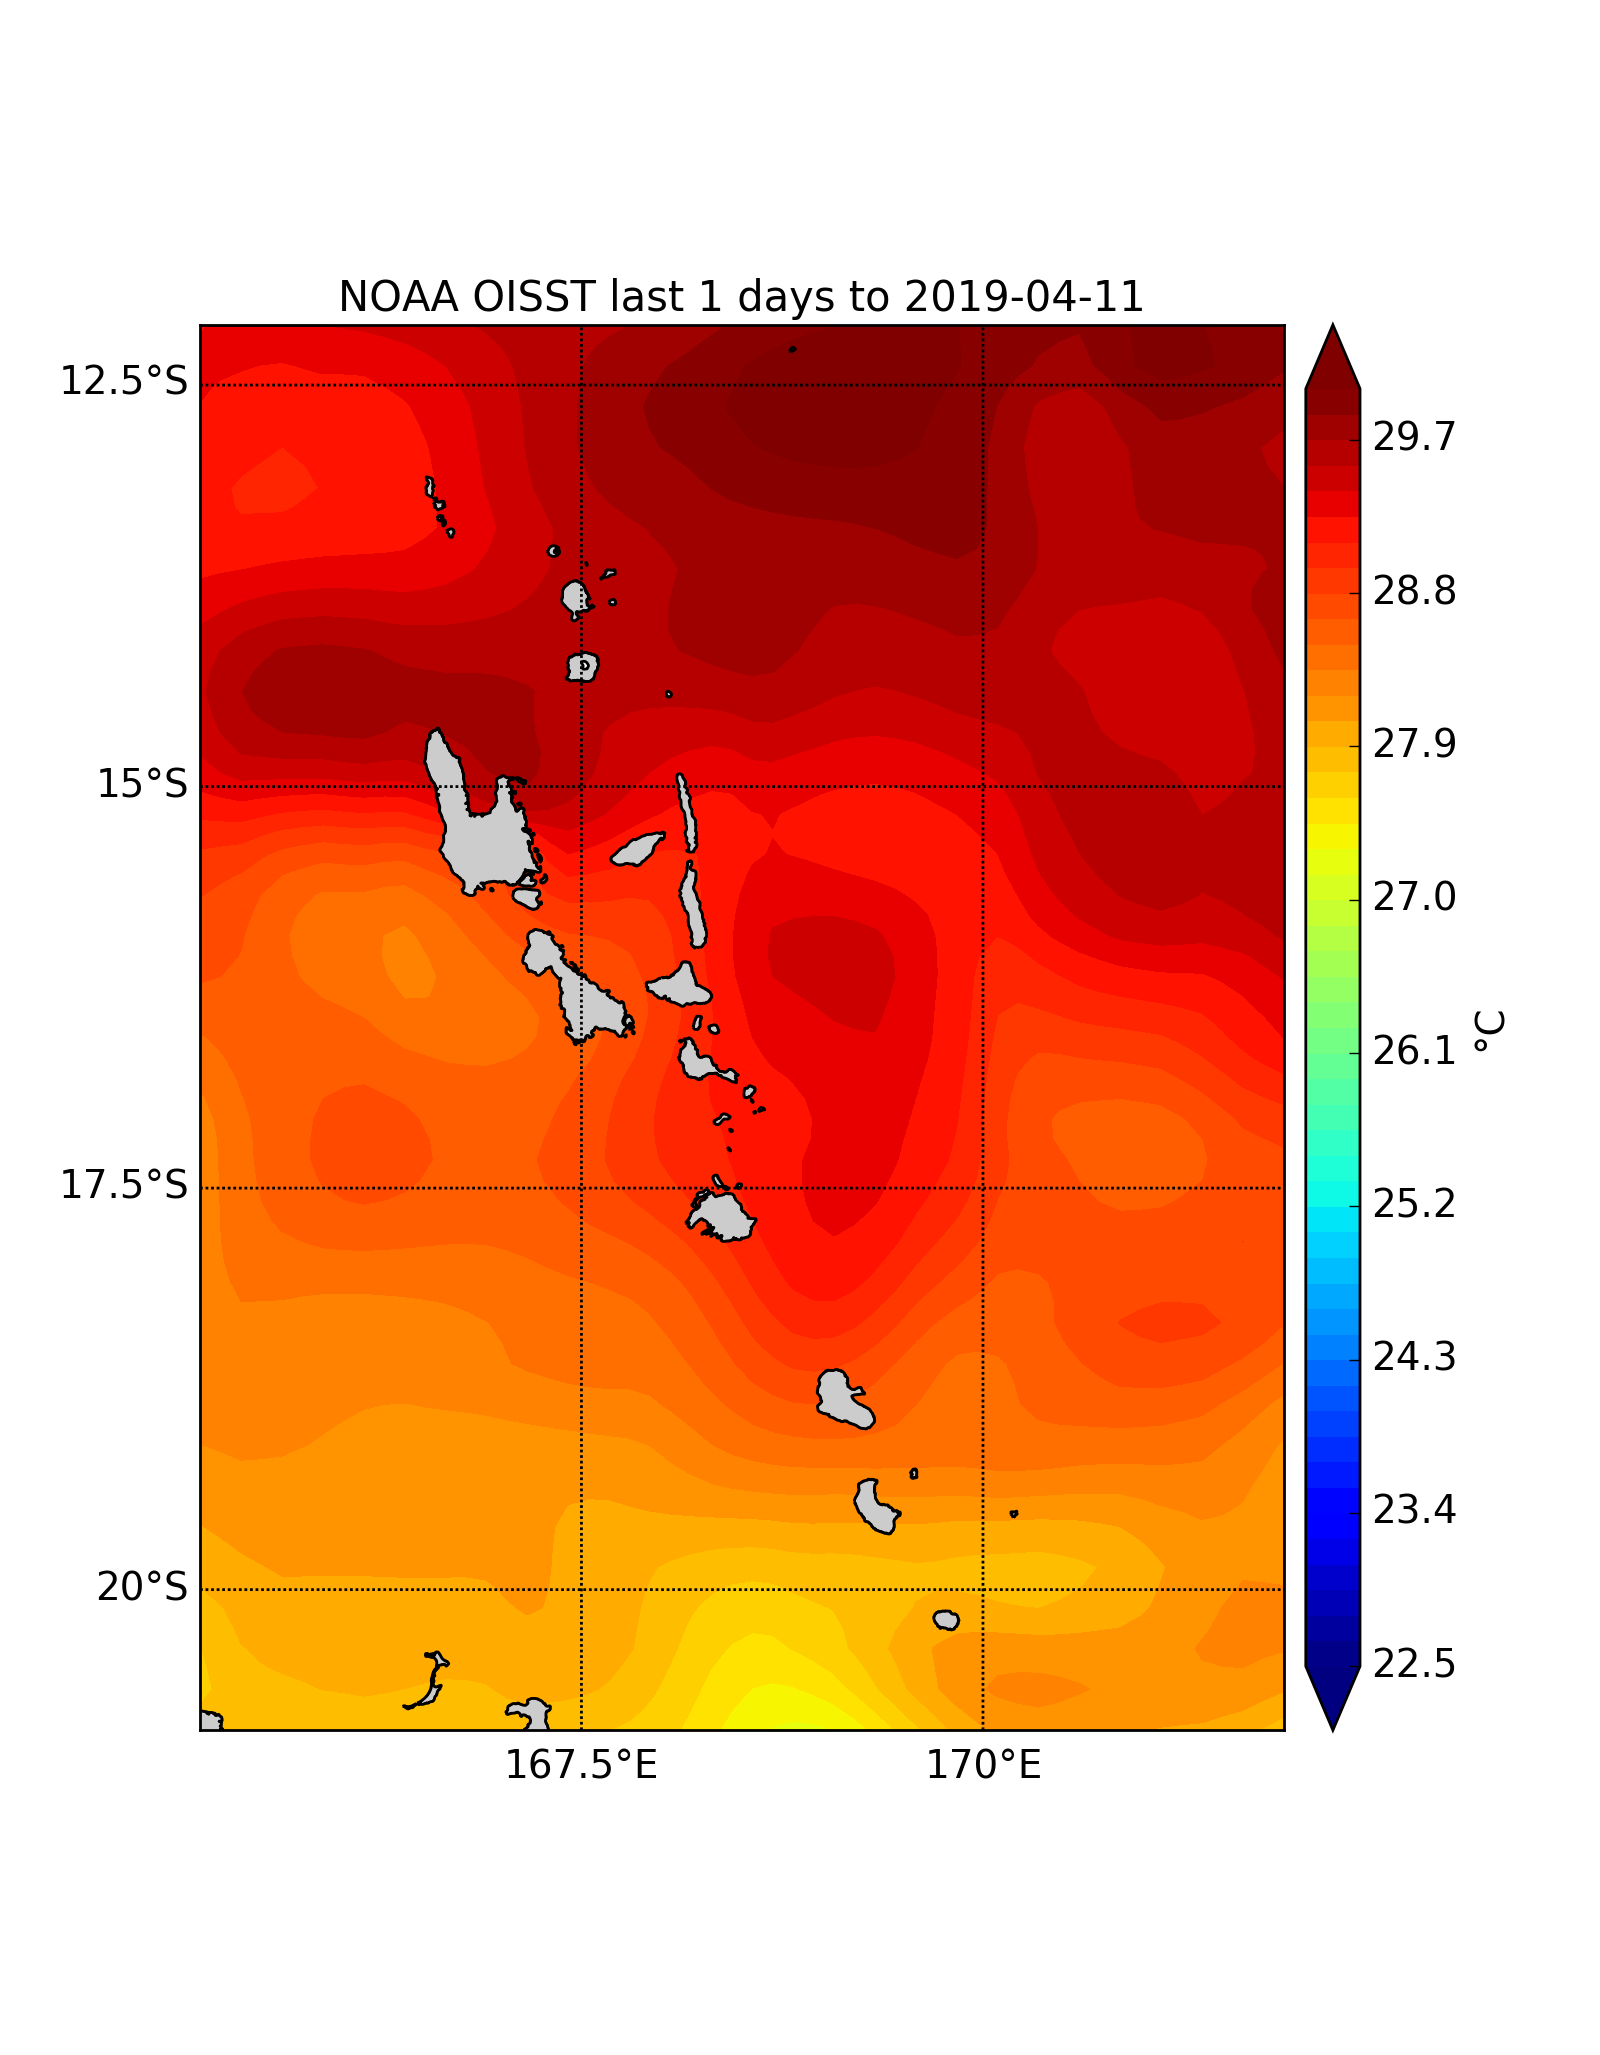 NOAA OISST last 1 days to 2019-04-11
12.5°S
15°S
17.5°S
20°S
167.5°E
170°E
29.7
28.8
27.9
27.0
26.1
25.2
24.3
23.4
22.5
°C